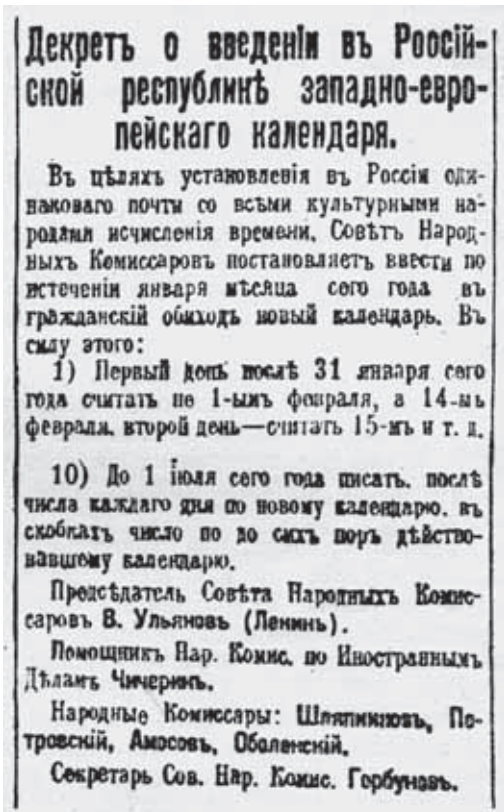 Декретъ о введеніи въ Роосій-
ской республикѣ западно-евро-
пейскаго календаря.
Въ цѣляхъ установленія въ Россіи оди-
наковаго почти со всѣми культурными на-
родами исчисленія времени, Совѣтъ Народ-
ныхъ Комиссаровъ постановляетъ ввести по
истеченіи января мѣсяца сего года въ
гражданскій обиходъ новый календарь. Въ
силу этого:
1) Первый день послѣ 31 января сего
года считать не 1-ымъ февраля, а 14-мъ
февраля, второй день—считать 15-мъ и т. д.
10) До 1 іюля сего года писать, послѣ
числа каждаго дня по новому календарю, въ
скобкахъ число по до сихъ поръ дѣйство-
вавшему календарю.
Предсѣдатель Совѣта Народныхъ Комис-
саровъ В. Ульяновъ (Ленинъ).
Помощникъ Нар. Комис. по Иностраннымъ
Дѣламъ Чичеринъ.
Народные Комиссары: Шляпниковъ, Пе-
тровскій, Амосовъ, Оболенскій.
Секретарь Сов. Нар. Комис. Горбуновъ.